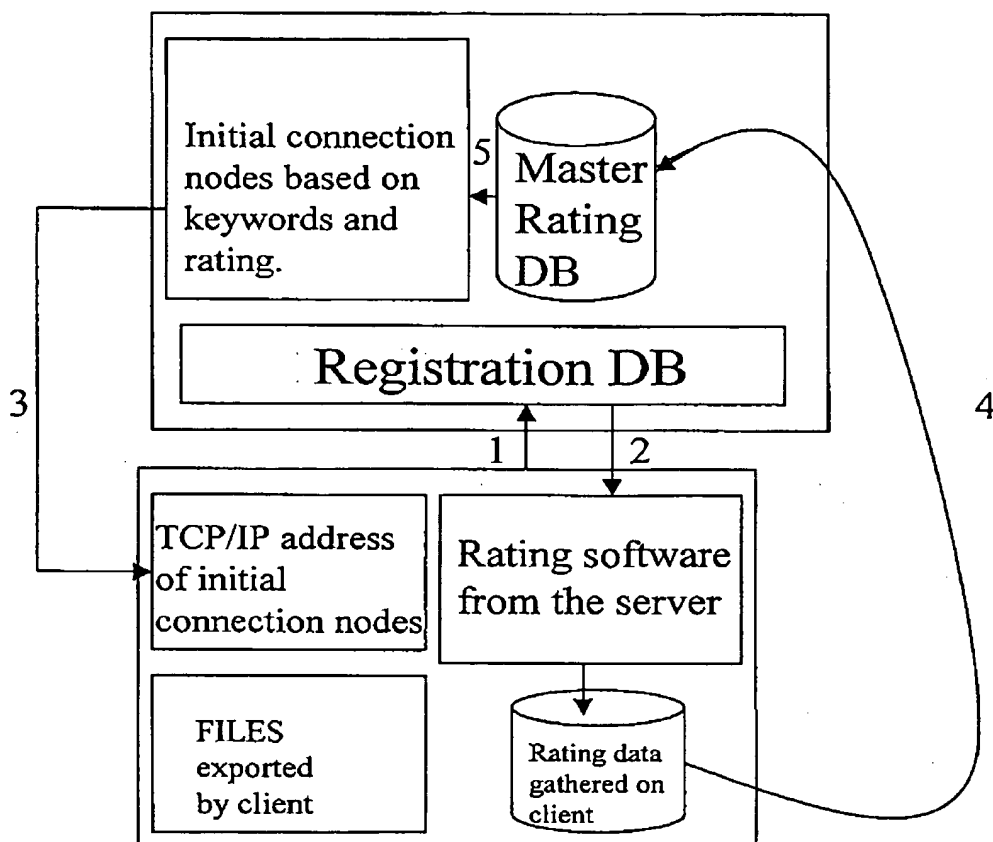 Initial connection
nodes based on
keywords and
rating.
5
Master
Rating
DB
Registration DB
3
4
1
2
TCP/IP address
of initial
connection nodes
Rating software
from the server
FILES
exported
by client
Rating data
gathered on
client